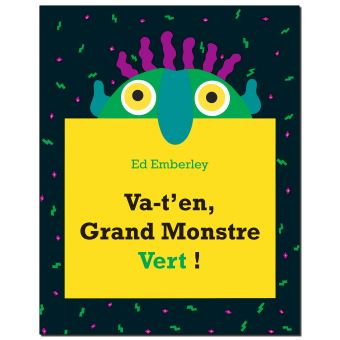 Ed Emberley
Va-t'en,
Grand Monstre
Vert !